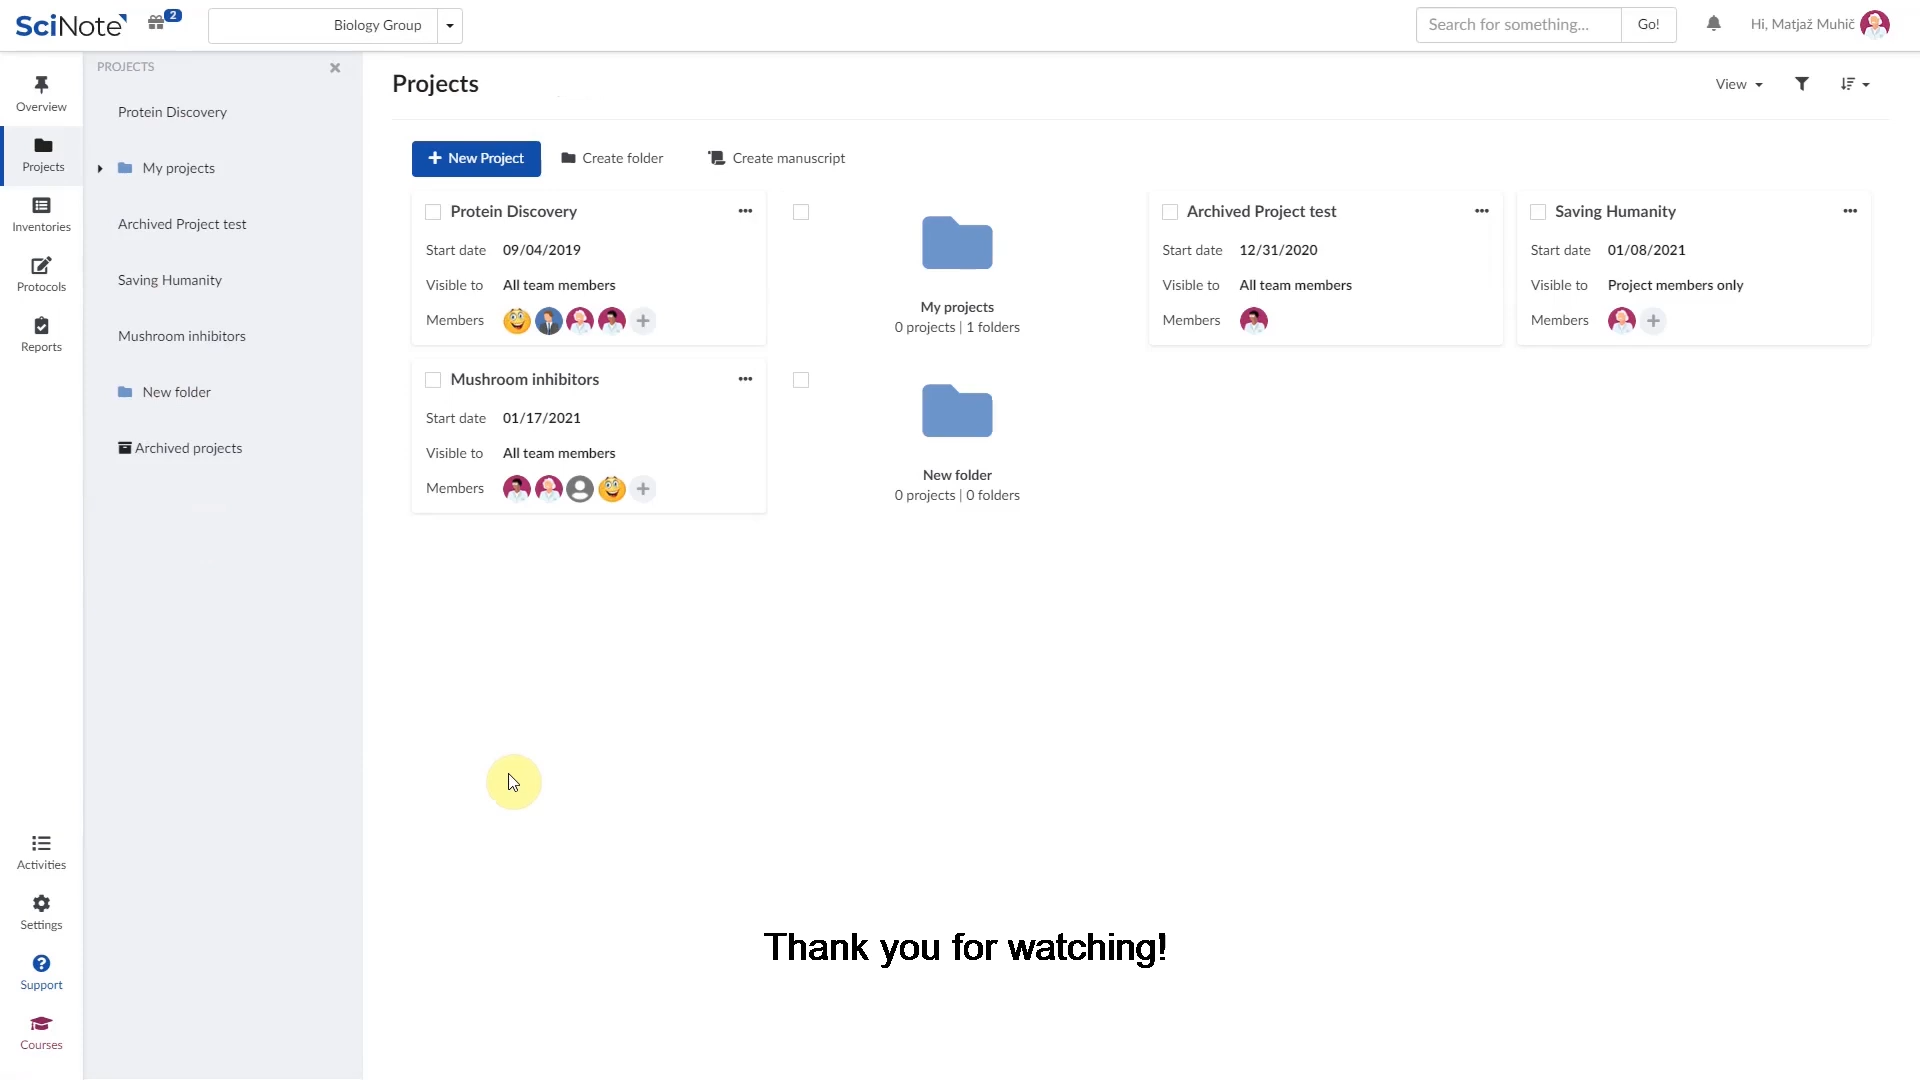 SciNote
2
Biology Group
Search for something...
Go!
Hi, Matjaž Muhič
Overview
Projects
Inventories
Protocols
Reports
Activities
Settings
Support
Courses
PROJECTS
Protein Discovery
My projects
Archived Project test
Saving Humanity
Mushroom inhibitors
New folder
Archived projects
Projects
View
New Project
Create folder
Create manuscript
Protein Discovery
Start date 09/04/2019
Visible to All team members
Members
My projects
0 projects | 1 folders
Archived Project test
Start date 12/31/2020
Visible to All team members
Members
Saving Humanity
Start date 01/08/2021
Visible to Project members only
Members
Mushroom inhibitors
Start date 01/17/2021
Visible to All team members
Members
New folder
0 projects | 0 folders
Thank you for watching!